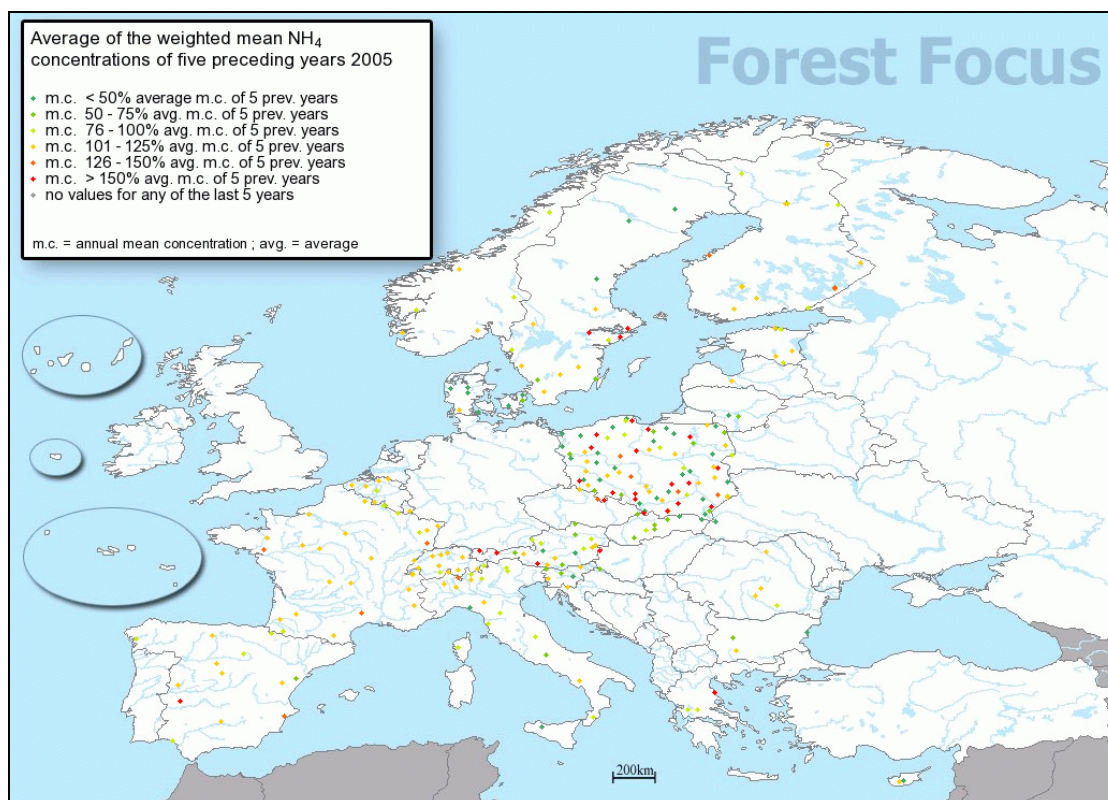 Average of the weighted mean NH4
concentrations of five preceding years 2005
m.c. < 50% average m.c. of 5 prev. years
m.c. 50 - 75% avg. m.c. of 5 prev. years
m.c. 76 - 100% avg. m.c. of 5 prev. years
m.c. 101 - 125% avg. m.c. of 5 prev. years
m.c. 126 - 150% avg. m.c. of 5 prev. years
m.c. > 150% avg. m.c. of 5 prev. years
no values for any of the last 5 years
m.c. = annual mean concentration ; avg. = average
Forest Focus
200km